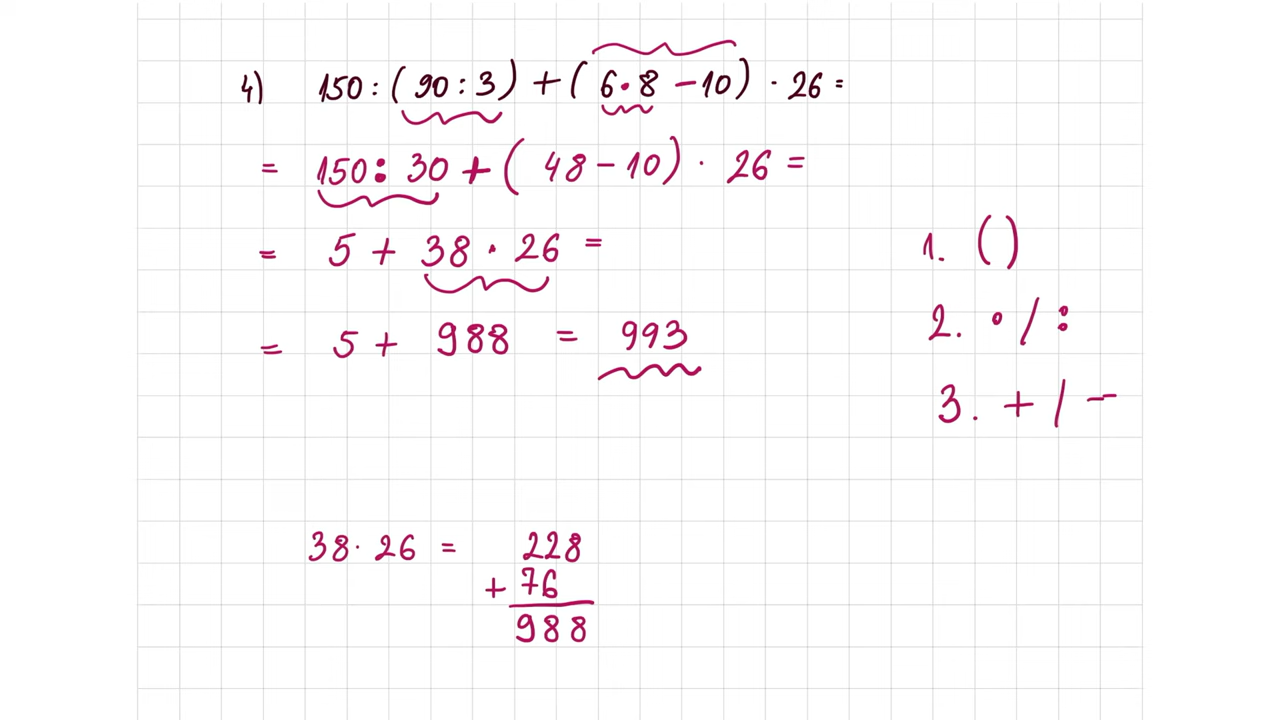 4) 150 : (90 : 3) + (6 · 8 − 10) · 26 =
= 150 : 30 + (48 − 10) · 26 =
= 5 + 38 · 26 =
= 5 + 988 = 993
1. ( )
2. · / :
3. + / −
38 · 26 = 228
+ 76
988